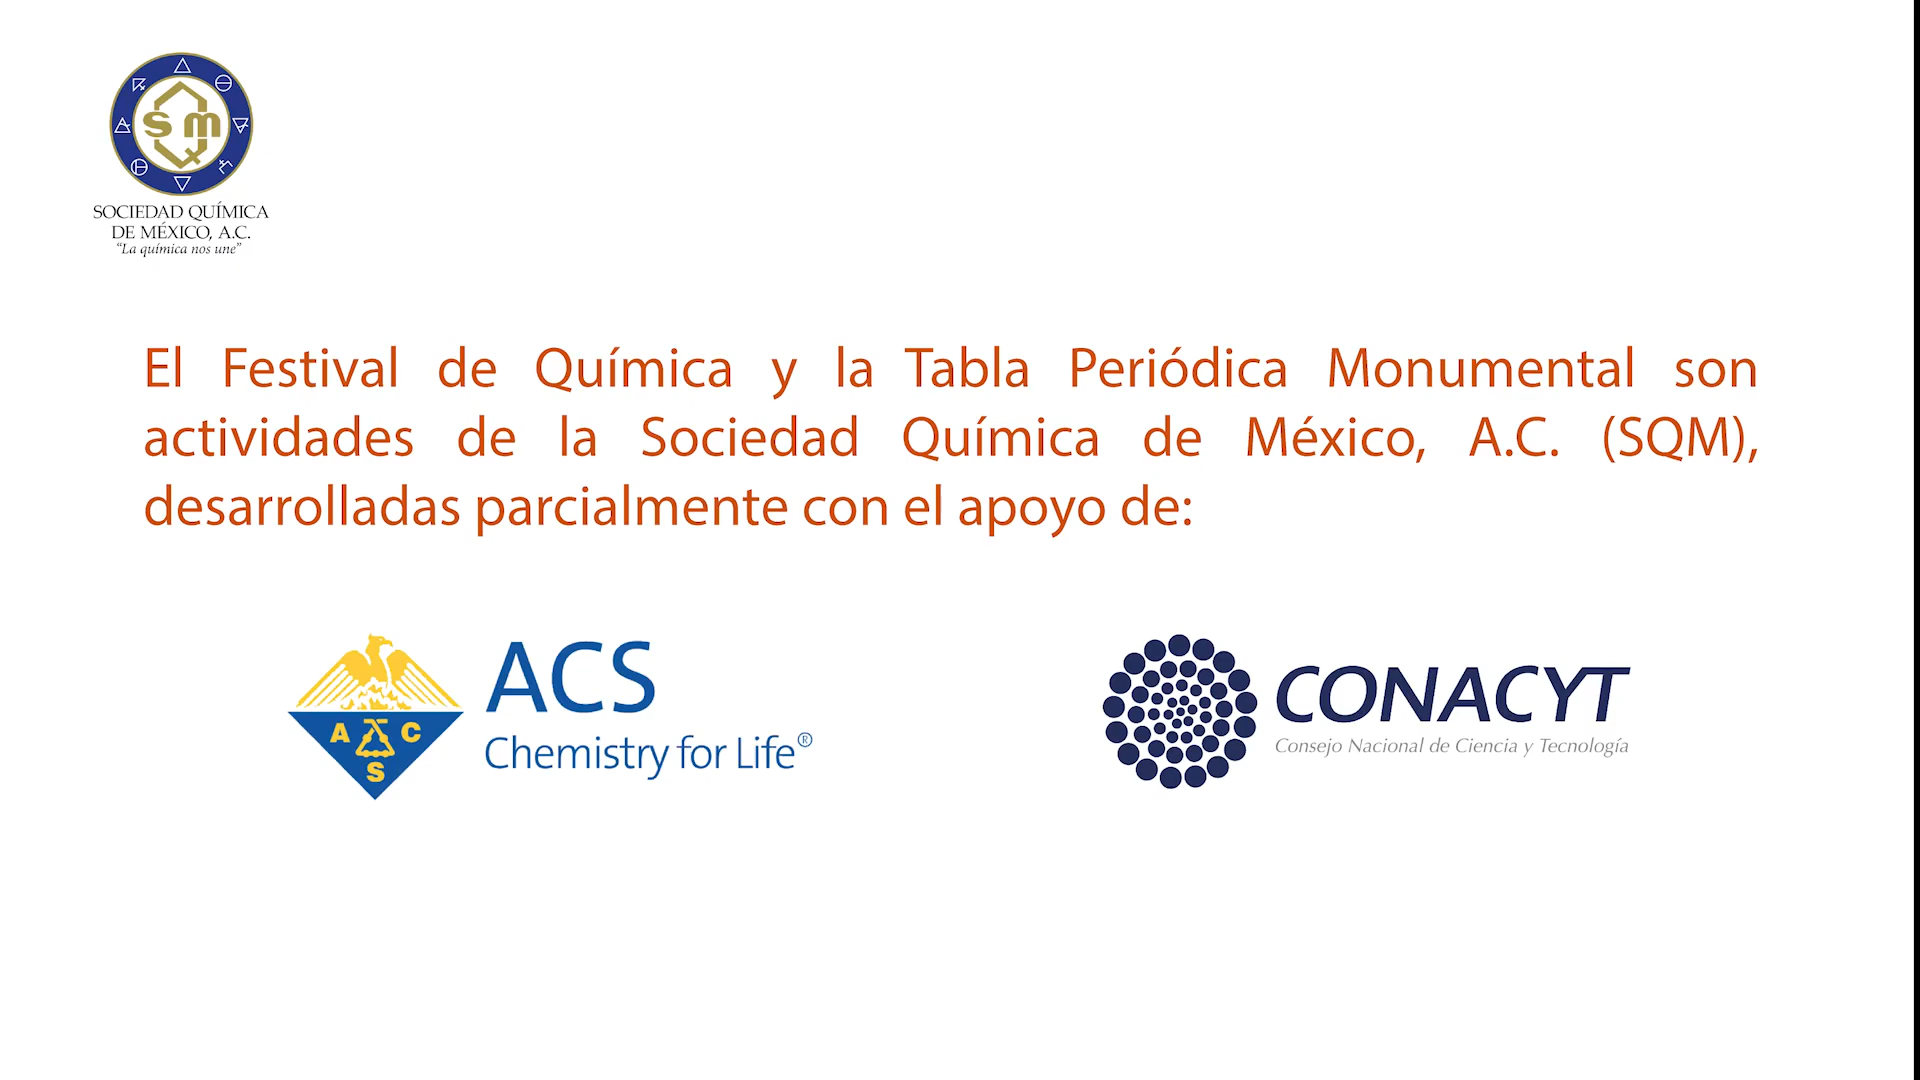 S Q M
SOCIEDAD QUÍMICA
DE MÉXICO, A.C.
“La química nos une”
El Festival de Química y la Tabla Periódica Monumental son
actividades de la Sociedad Química de México, A.C. (SQM),
desarrolladas parcialmente con el apoyo de:
A C S
ACS
Chemistry for Life®
CONACYT
Consejo Nacional de Ciencia y Tecnología